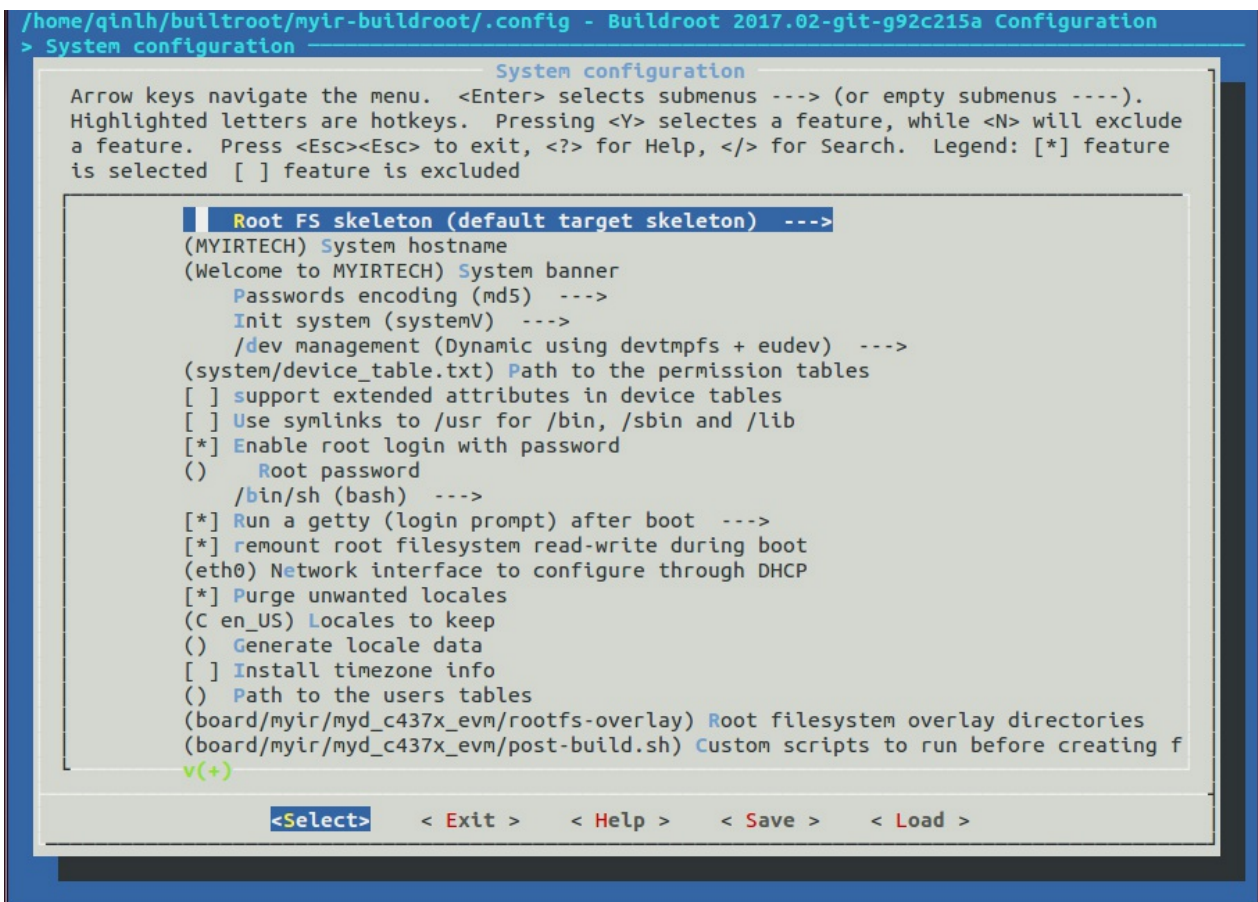 /home/qinlh/builtroot/myir-buildroot/.config - Buildroot 2017.02-git-g92c215a Configuration
> System configuration
System configuration
Arrow keys navigate the menu.  <Enter> selects submenus ---> (or empty submenus ----).
Highlighted letters are hotkeys.  Pressing <Y> selectes a feature, while <N> will exclude
a feature.  Press <Esc><Esc> to exit, <?> for Help, </> for Search.  Legend: [*] feature
is selected  [ ] feature is excluded
Root FS skeleton (default target skeleton)  --->
(MYIRTECH) System hostname
(Welcome to MYIRTECH) System banner
Passwords encoding (md5)  --->
Init system (systemV)  --->
/dev management (Dynamic using devtmpfs + eudev)  --->
(system/device_table.txt) Path to the permission tables
[ ] support extended attributes in device tables
[ ] Use symlinks to /usr for /bin, /sbin and /lib
[*] Enable root login with password
()    Root password
/bin/sh (bash)  --->
[*] Run a getty (login prompt) after boot  --->
[*] remount root filesystem read-write during boot
(eth0) Network interface to configure through DHCP
[*] Purge unwanted locales
(C en_US) Locales to keep
()  Generate locale data
[ ] Install timezone info
()  Path to the users tables
(board/myir/myd_c437x_evm/rootfs-overlay) Root filesystem overlay directories
(board/myir/myd_c437x_evm/post-build.sh) Custom scripts to run before creating f
v(+)
<Select>    < Exit >    < Help >    < Save >    < Load >